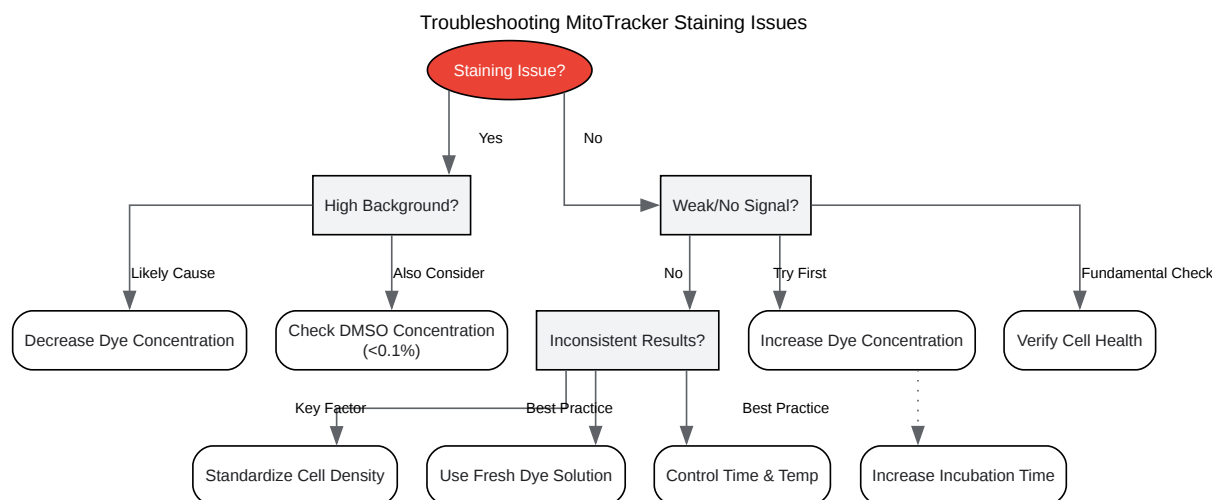 Troubleshooting MitoTracker Staining Issues
Staining Issue?
Yes
No
High Background?
Weak/No Signal?
Likely Cause
Also Consider
No
Try First
Fundamental Check
Decrease Dye Concentration
Check DMSO Concentration
(<0.1%)
Inconsistent Results?
Increase Dye Concentration
Verify Cell Health
Key Factor
Best Practice
Best Practice
Standardize Cell Density
Use Fresh Dye Solution
Control Time & Temp
Increase Incubation Time